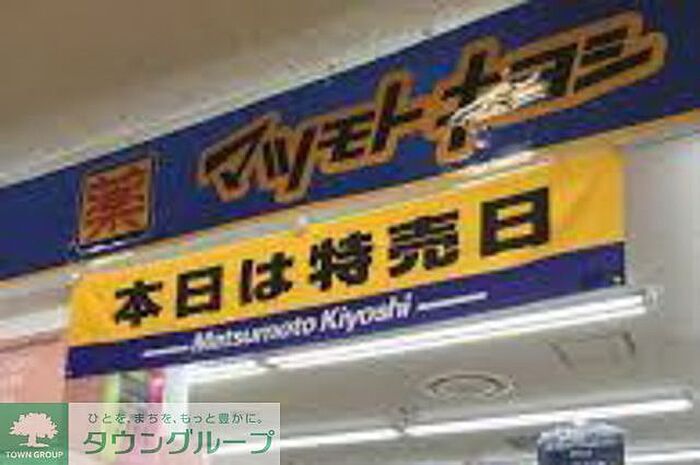 薬 マツモトキヨシ
本日は特売日
Matsumoto Kiyoshi
ひとを、まちを、もっと豊かに。
タウングループ
TOWN GROUP